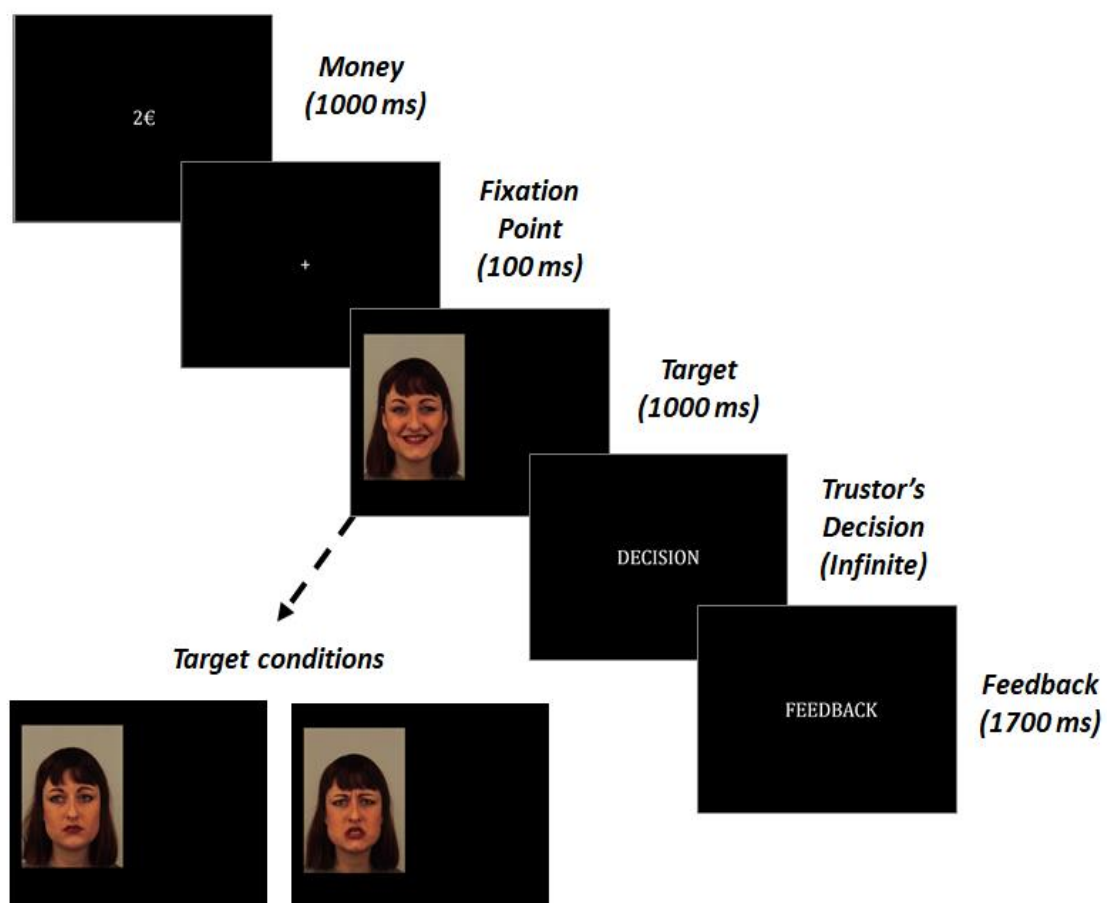 2€
Money
(1000 ms)
+
Fixation
Point
(100 ms)
Target
(1000 ms)
DECISION
Trustor’s
Decision
(Infinite)
Target conditions
FEEDBACK
Feedback
(1700 ms)